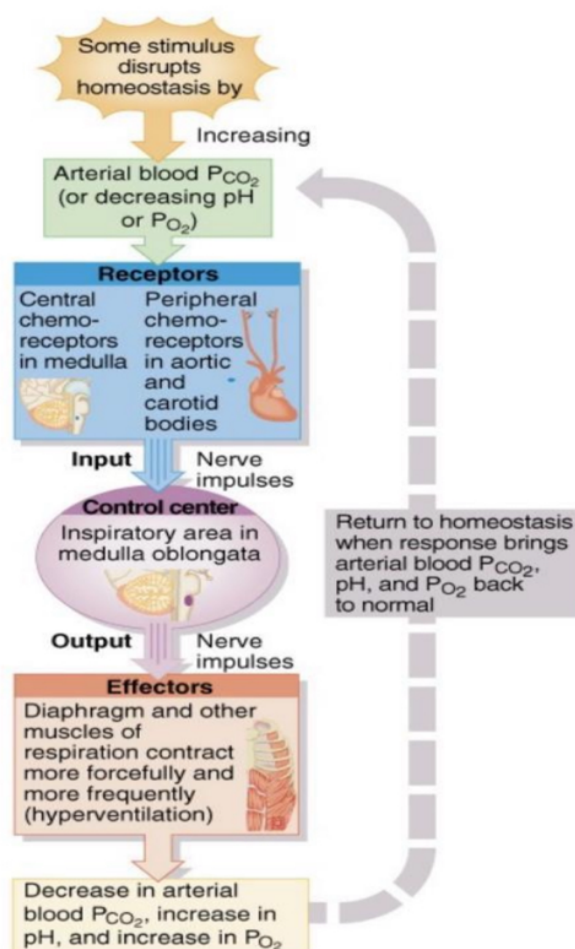 Some stimulus
disrupts
homeostasis by
Increasing
Arterial blood PCO2
(or decreasing pH
or PO2)
Receptors
Central
chemo-
receptors
in medulla
Peripheral
chemo-
receptors
in aortic
and
carotid
bodies
Input
Nerve
impulses
Control center
Inspiratory area in
medulla oblongata
Output
Nerve
impulses
Effectors
Diaphragm and other
muscles of
respiration contract
more forcefully and
more frequently
(hyperventilation)
Decrease in arterial
blood PCO2, increase in
pH, and increase in PO2
Return to homeostasis
when response brings
arterial blood PCO2,
pH, and PO2 back
to normal